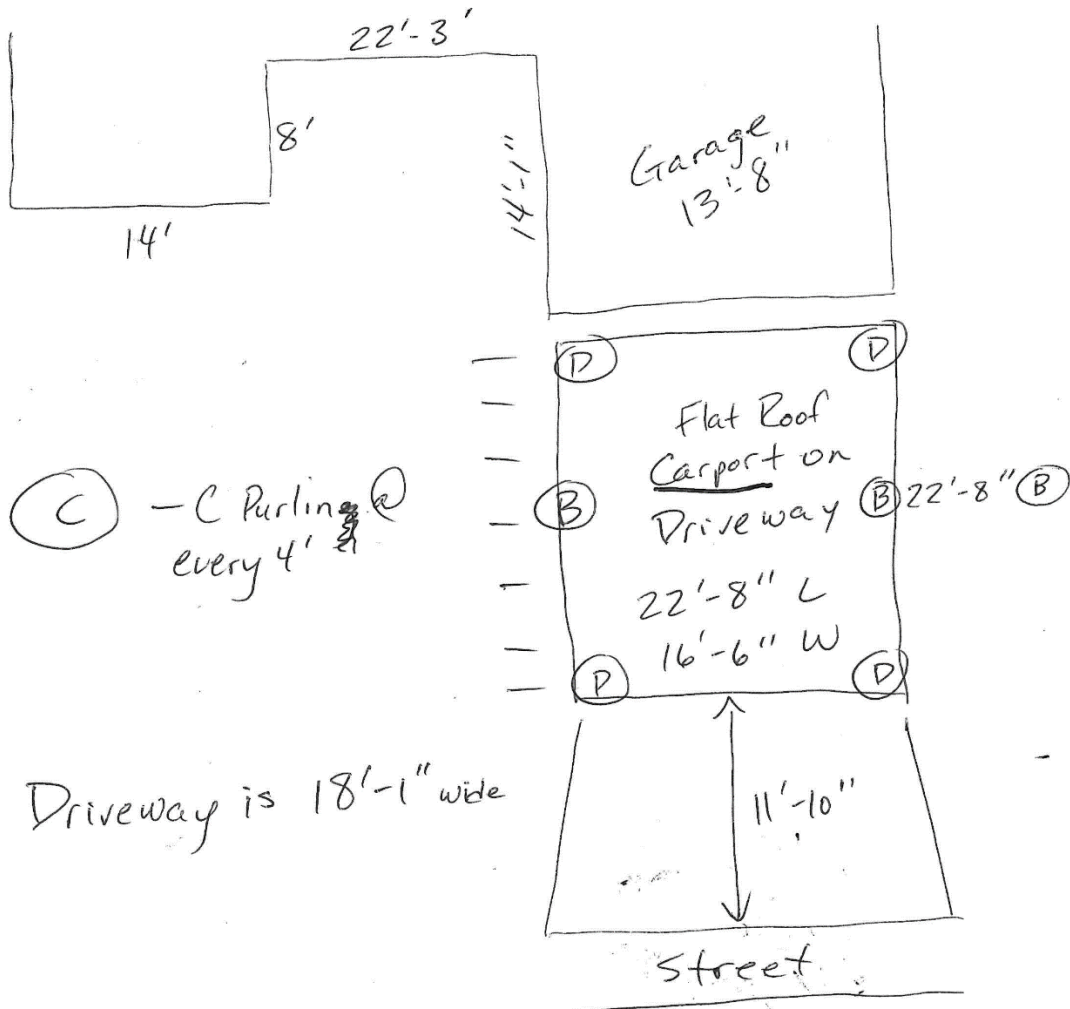 22'-3'
8'
14'
14'-1"
Garage
13'-8"
D
D
Flat Roof
Carport on
Driveway
22'-8" L
16'-6" W
B
B
22'-8"
B
C
- C Purlins @
every 4'
D
D
Driveway is 18'-1" wide
11'-10"
Street